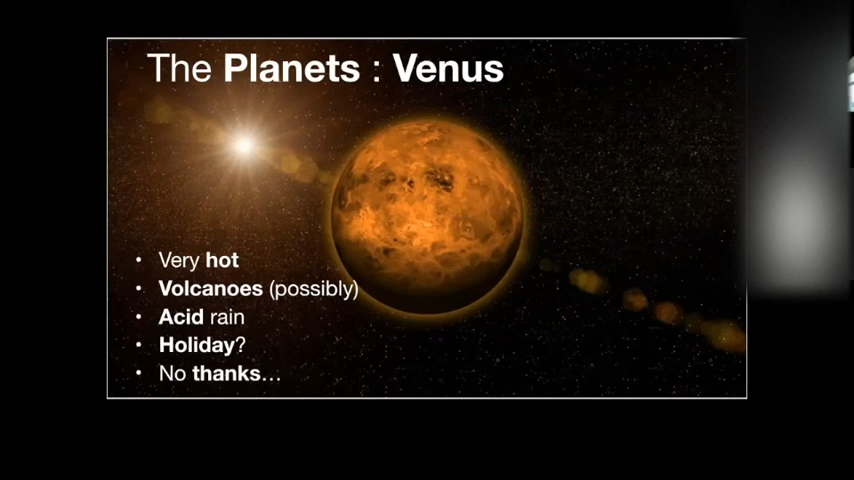 The Planets : Venus
• Very hot
• Volcanoes (possibly)
• Acid rain
• Holiday?
• No thanks…